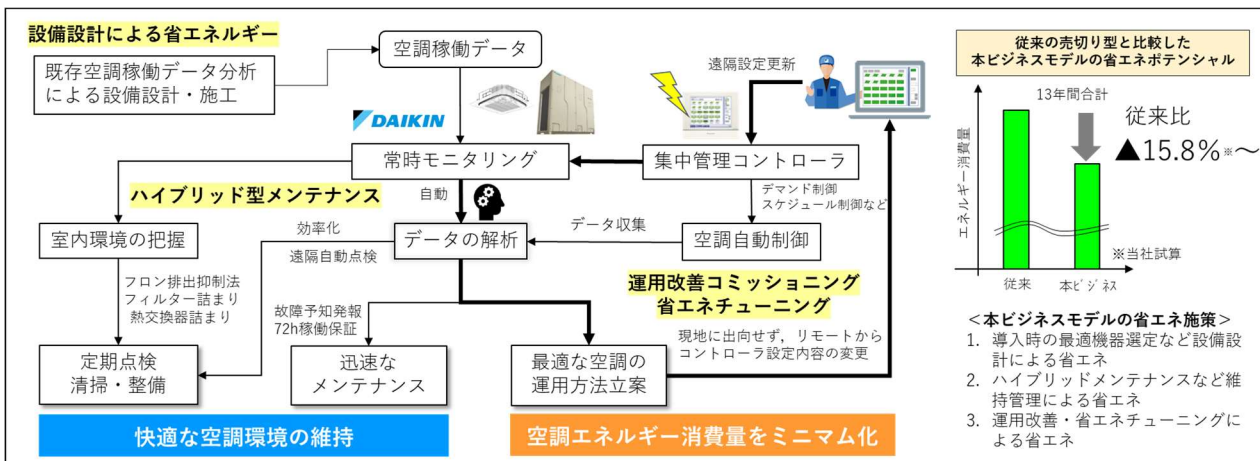 設備設計による省エネルギー
既存空調稼働データ分析
による設備設計・施工
空調稼働データ
遠隔設定更新
DAIKIN
常時モニタリング
集中管理コントローラ
ハイブリッド型メンテナンス
自動
デマンド制御
スケジュール制御など
室内環境の把握
効率化
遠隔自動点検
データの解析
データ収集
空調自動制御
フロン排出抑制法
フィルター詰まり
熱交換器詰まり
運用改善コミッショニング
省エネチューニング
故障予知発報
72h稼働保証
現地に出向せず，リモートから
コントローラ設定内容の変更
定期点検
清掃・整備
迅速な
メンテナンス
最適な空調の
運用方法立案
快適な空調環境の維持
空調エネルギー消費量をミニマム化
従来の売切り型と比較した
本ビジネスモデルの省エネポテンシャル
13年間合計
従来比
▲15.8%※～
エネルギー消費量
※当社試算
従来
本ビジネス
＜本ビジネスモデルの省エネ施策＞
1. 導入時の最適機器選定など設備設
計による省エネ
2. ハイブリッドメンテナンスなど維
持管理による省エネ
3. 運用改善・省エネチューニングに
よる省エネ